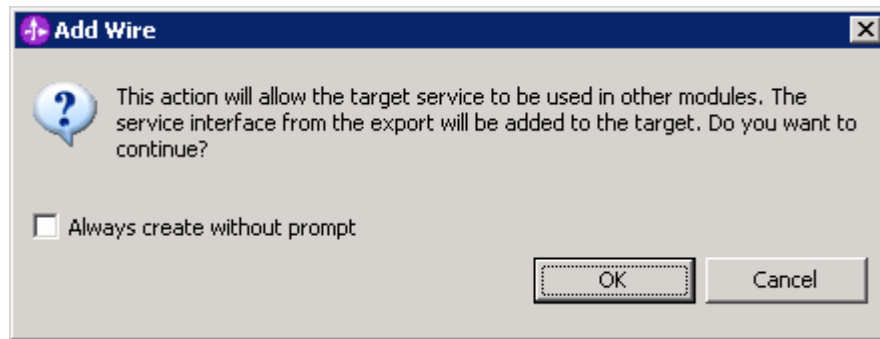 Add Wire
This action will allow the target service to be used in other modules. The
service interface from the export will be added to the target. Do you want to
continue?
Always create without prompt
OK
Cancel